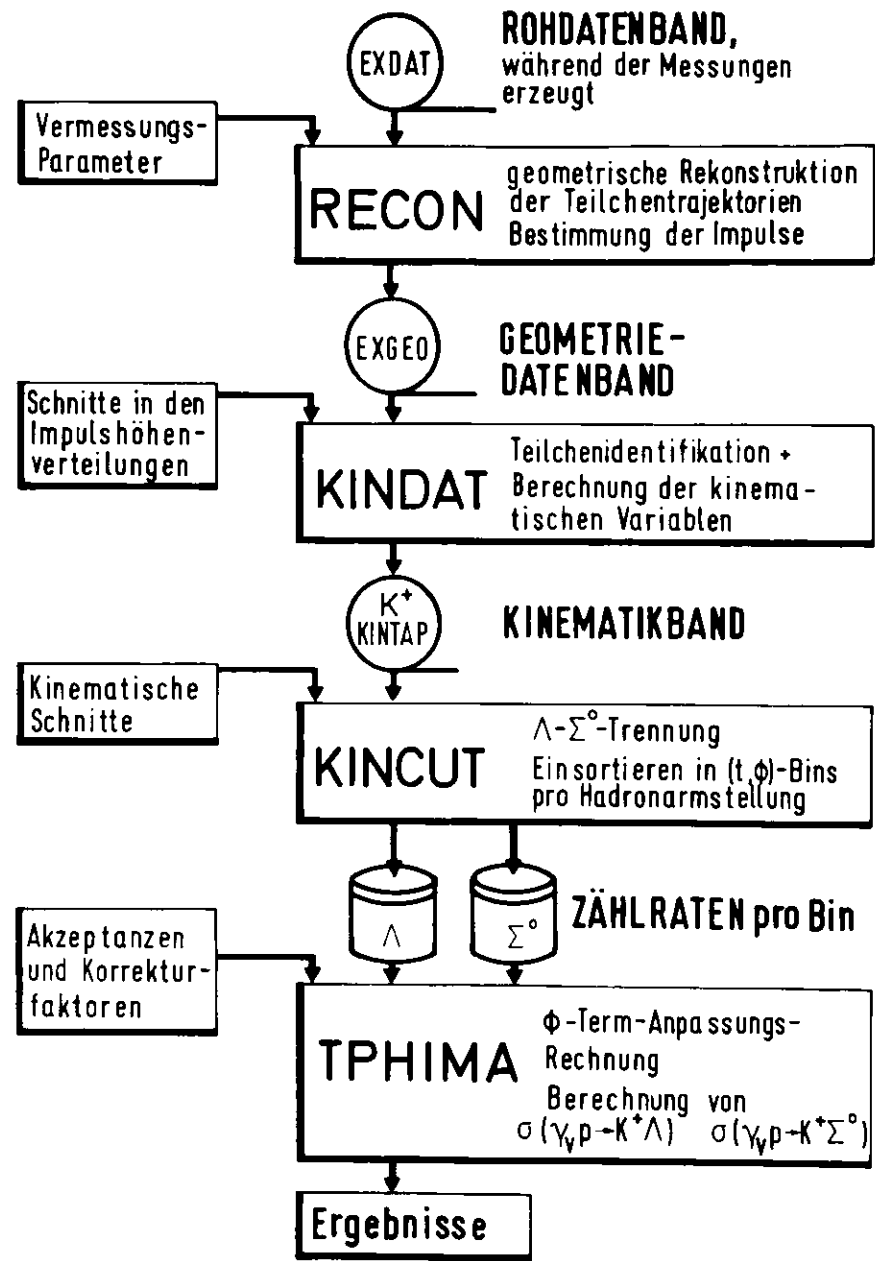 EXDAT
ROHDATENBAND,
während der Messungen
erzeugt
Vermessungs-
Parameter
RECON
geometrische Rekonstruktion
der Teilchentrajektorien
Bestimmung der Impulse
EXGEO
GEOMETRIE-
DATENBAND
Schnitte in den
Impulshöhen-
verteilungen
KINDAT
Teilchenidentifikation +
Berechnung der kinema-
tischen Variablen
K⁺
KINTAP
KINEMATIKBAND
Kinematische
Schnitte
KINCUT
Λ-Σ°-Trennung
Einsortieren in (t,ϕ)-Bins
pro Hadronarmstellung
Λ
Σ°
ZÄHLRATEN pro Bin
Akzeptanzen
und Korrektur-
faktoren
TPHIMA
Φ-Term-Anpassungs-
Rechnung
Berechnung von
σ(γᵥp→K⁺Λ) σ(γᵥp→K⁺Σ°)
Ergebnisse